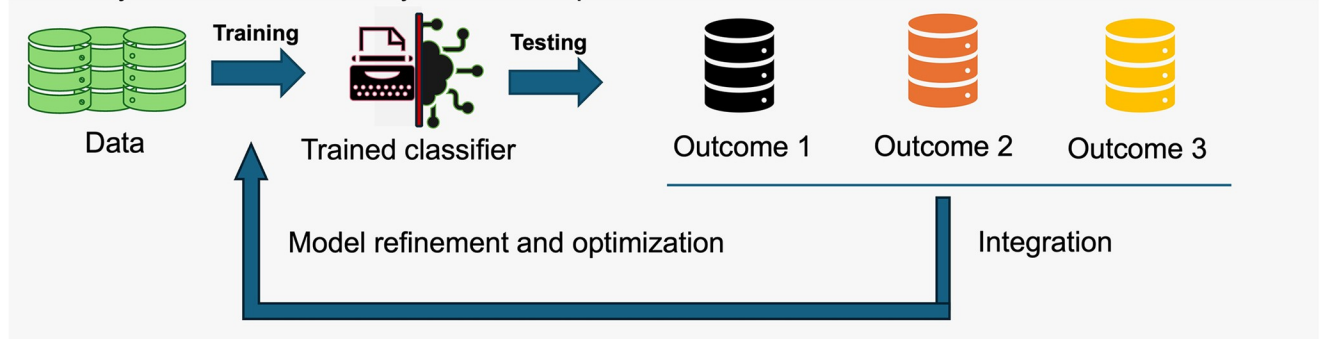 Training
Testing
Data
Trained classifier
Outcome 1
Outcome 2
Outcome 3
Model refinement and optimization
Integration